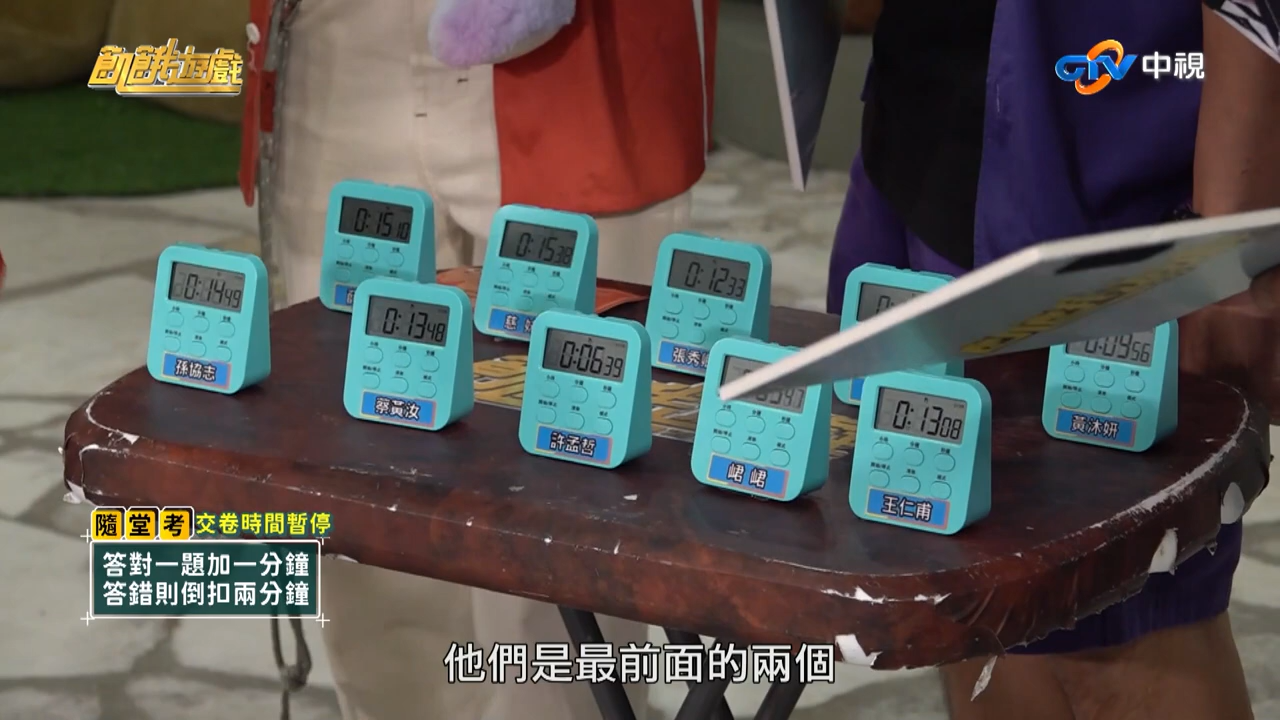 飢餓遊戲
CTV 中視
0:15 10
0:15 38
0:12 33
0:14 49
0:13 48
0:06 39
0:13 08
0:09 56
慈
張秀
孫協志
蔡黃汝
許孟哲
峮峮
王仁甫
黃沐妍
隨堂考 交卷時間暫停
答對一題加一分鐘
答錯則倒扣兩分鐘
他們是最前面的兩個